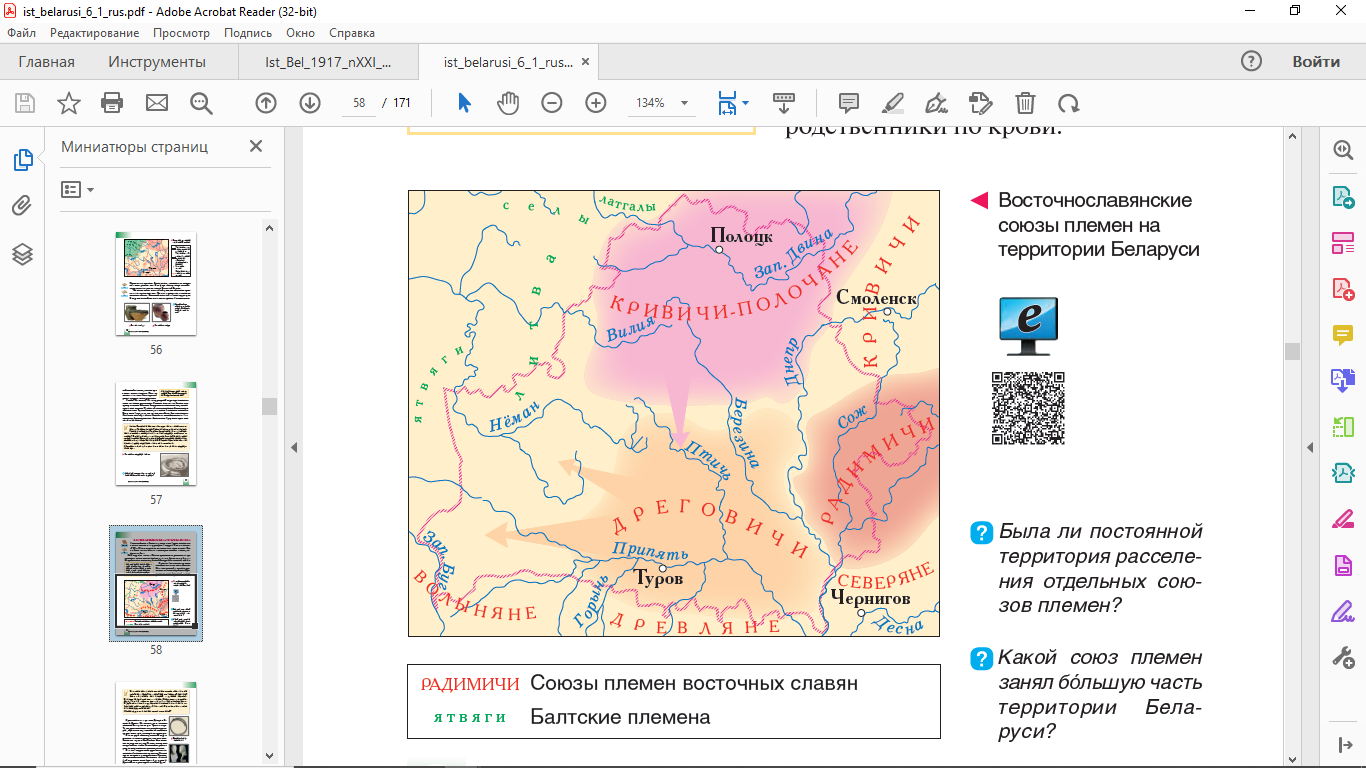 ist_belarusi_6_1_rus.pdf - Adobe Acrobat Reader (32-bit)
Файл Редактирование Просмотр Подпись Окно Справка
Главная Инструменты Ist_Bel_1917_nXXI_... ist_belarusi_6_1_rus... ×
Войти
58 / 171
134%
Миниатюры страниц
56
57
58
родственники по крови.
селы
латгалы
Полоцк
Зап. Двина
литва
КРИВИЧИ-ПОЛОЧАНЕ
КРИВИЧИ
Смоленск
Вилия
Днепр
ятвяги
Нёман
Березина
Сож
Птичь
РАДИМИЧИ
ДРЕГОВИЧИ
Припять
Зап. Буг
Туров
СЕВЕРЯНЕ
ВОЛЫНЯНЕ
Горынь
Чернигов
ДРЕВЛЯНЕ
Десна
РАДИМИЧИ Союзы племен восточных славян
ятвяги Балтские племена
Восточнославянские
союзы племен на
территории Беларуси
e
? Была ли постоянной
территория расселе-
ния отдельных сою-
зов племен?
? Какой союз племен
занял бо́льшую часть
территории Бела-
руси?